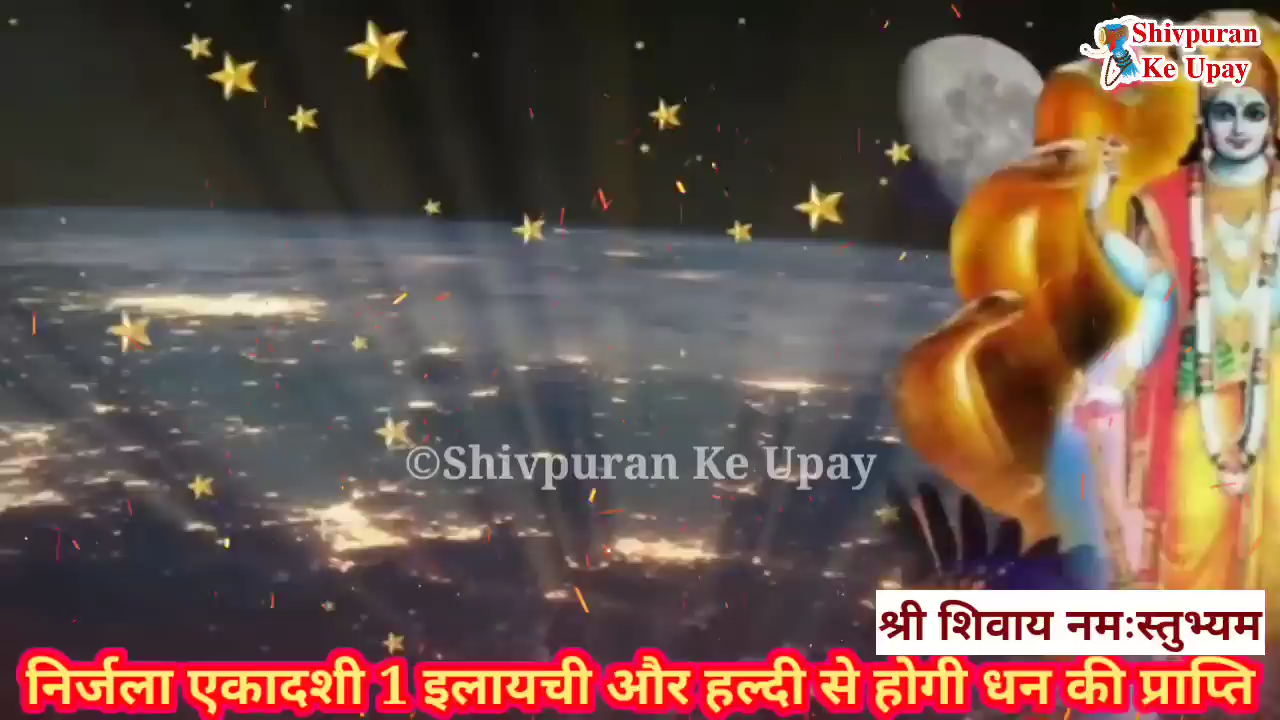 Shivpuran
Ke Upay
©Shivpuran Ke Upay
श्री शिवाय नमःस्तुभ्यम
निर्जला एकादशी 1 इलायची और हल्दी से होगी धन की प्राप्ति